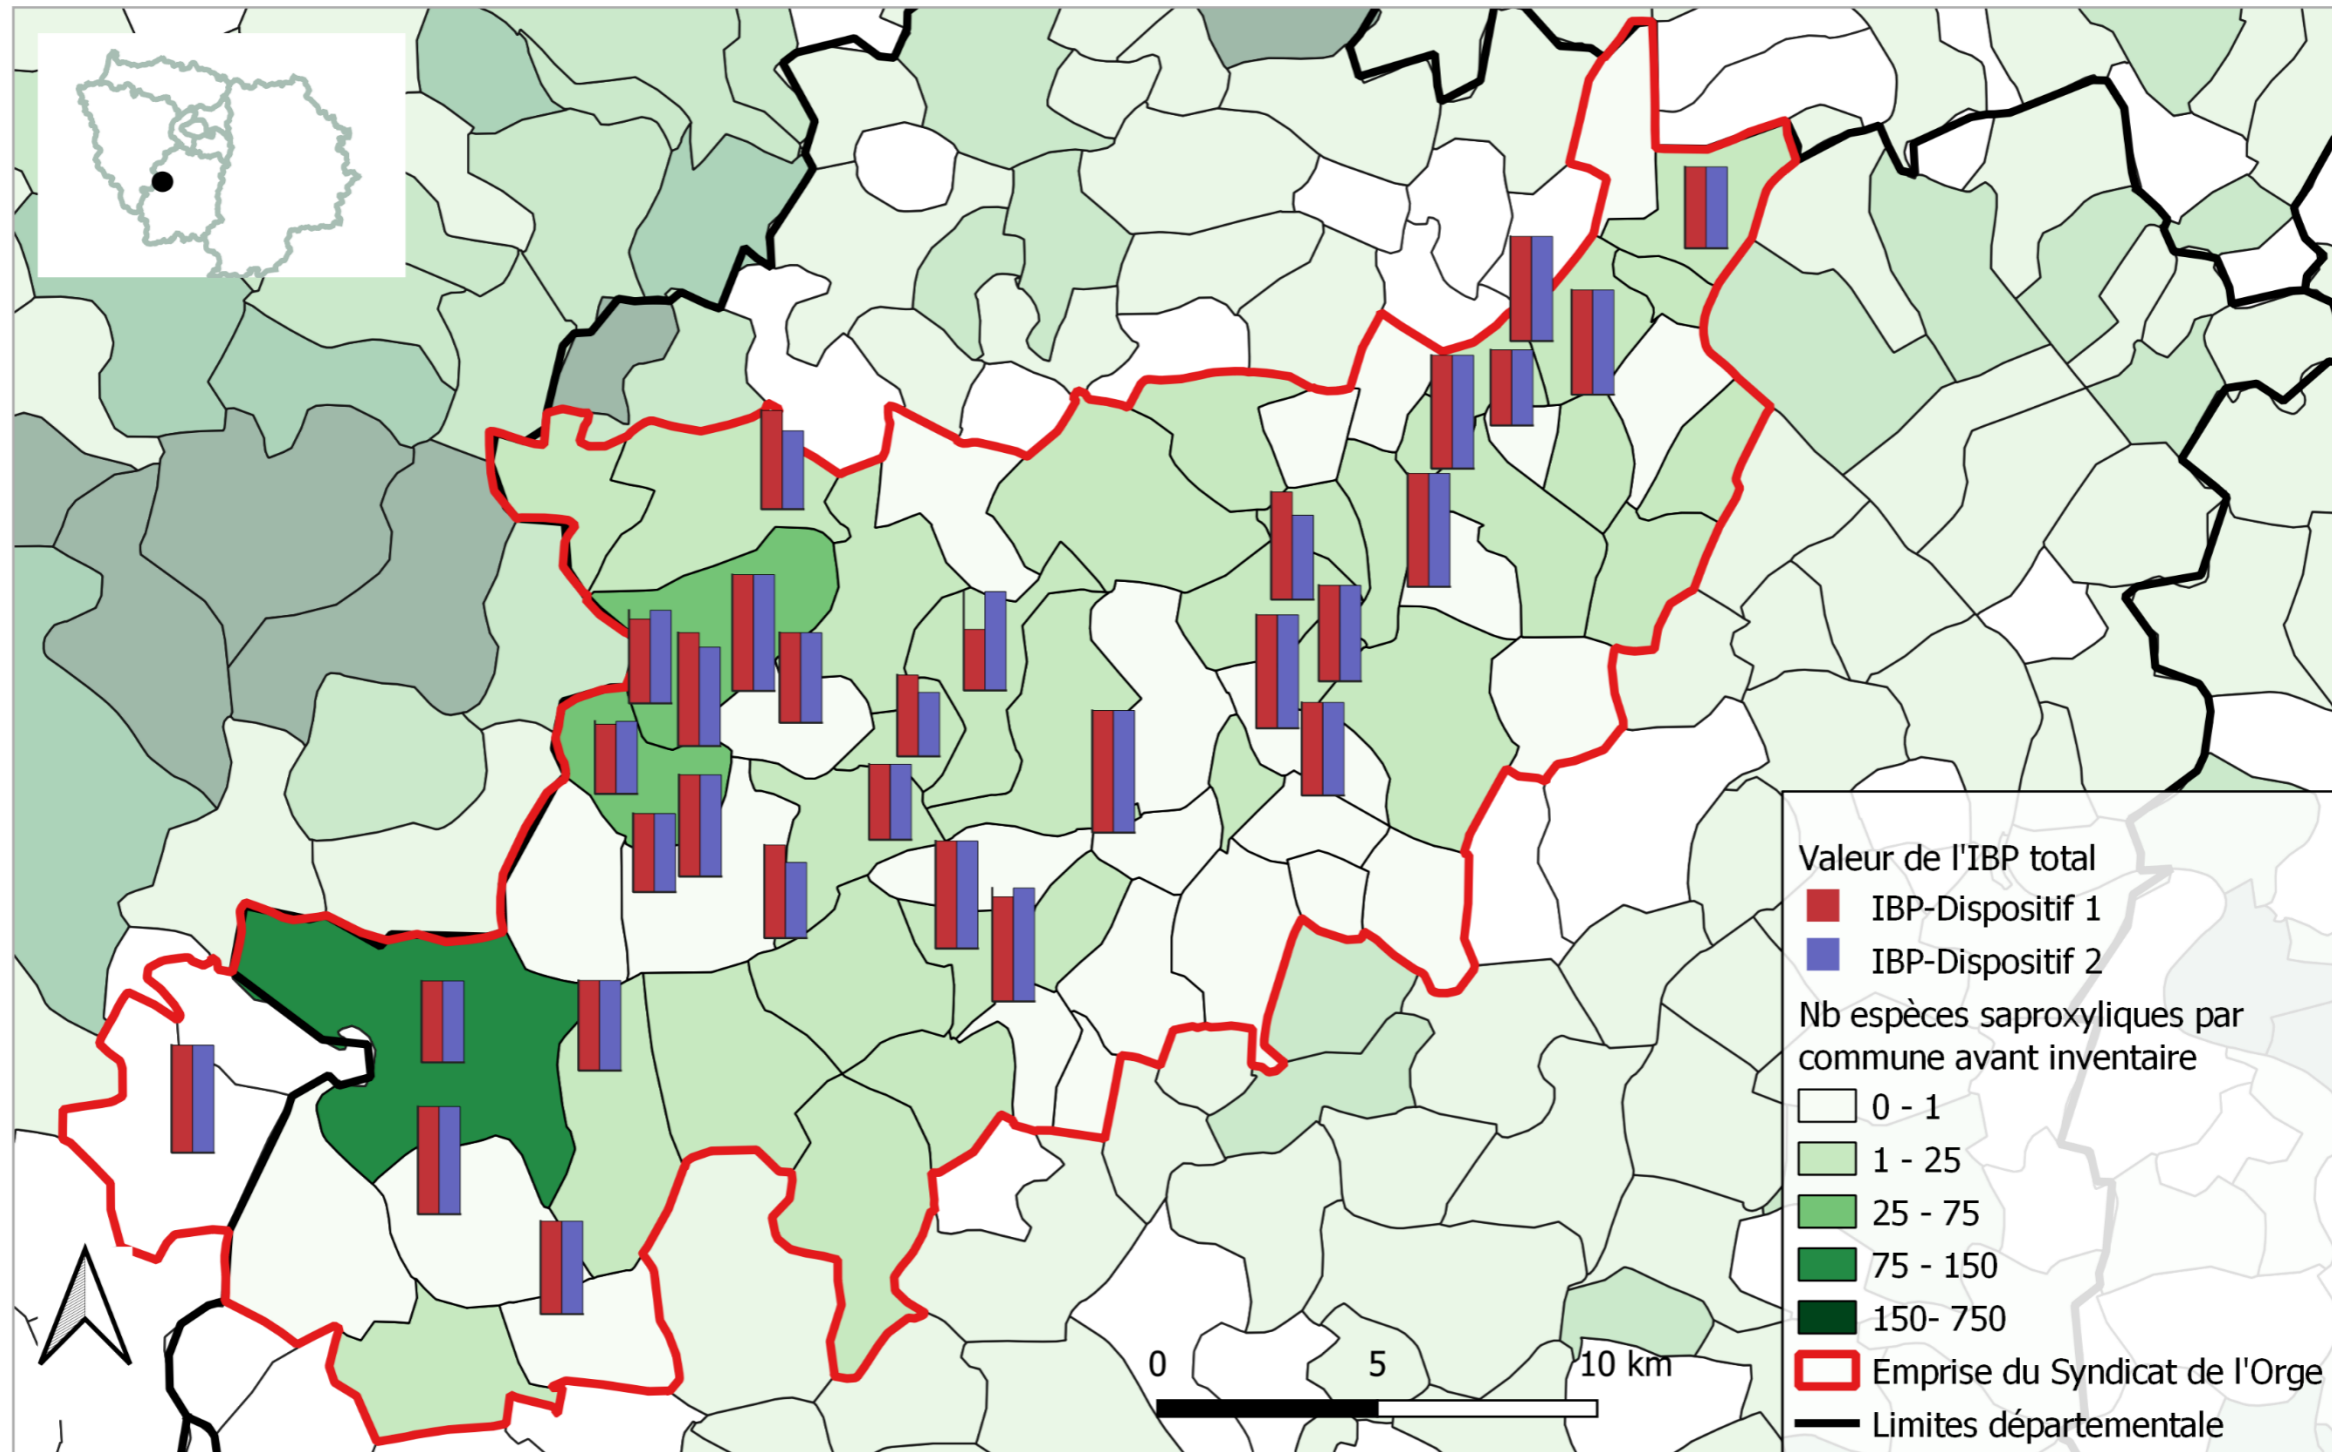 0 5 10 km
Valeur de l'IBP total
IBP-Dispositif 1
IBP-Dispositif 2
Nb espèces saproxyliques par
commune avant inventaire
0 - 1
1 - 25
25 - 75
75 - 150
150- 750
Emprise du Syndicat de l'Orge
Limites départementale